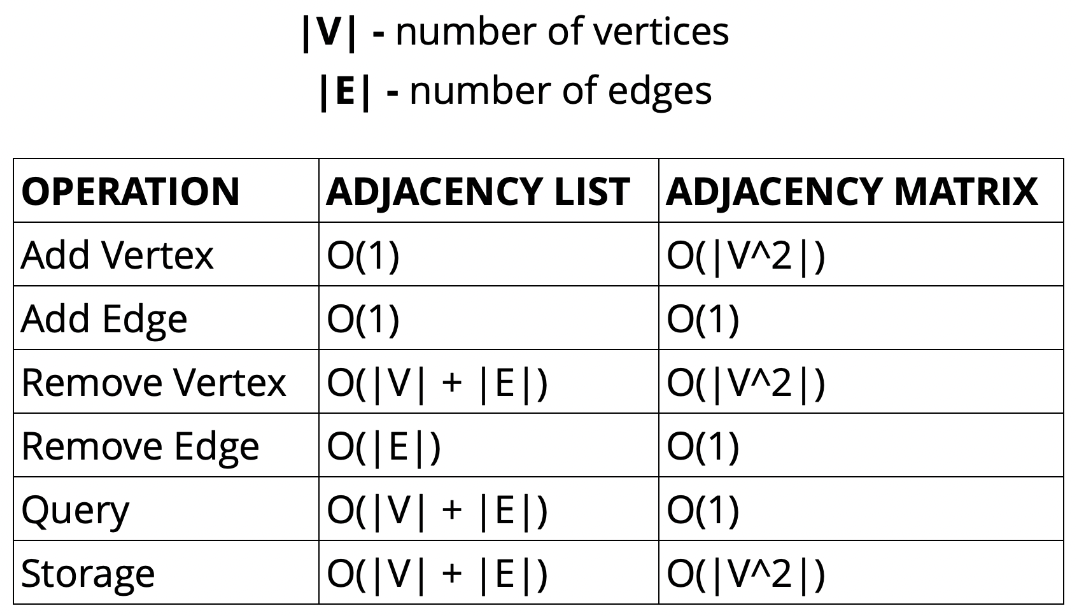 |V| - number of vertices
|E| - number of edges
OPERATION ADJACENCY LIST ADJACENCY MATRIX
Add Vertex O(1) O(|V^2|)
Add Edge O(1) O(1)
Remove Vertex O(|V| + |E|) O(|V^2|)
Remove Edge O(|E|) O(1)
Query O(|V| + |E|) O(1)
Storage O(|V| + |E|) O(|V^2|)